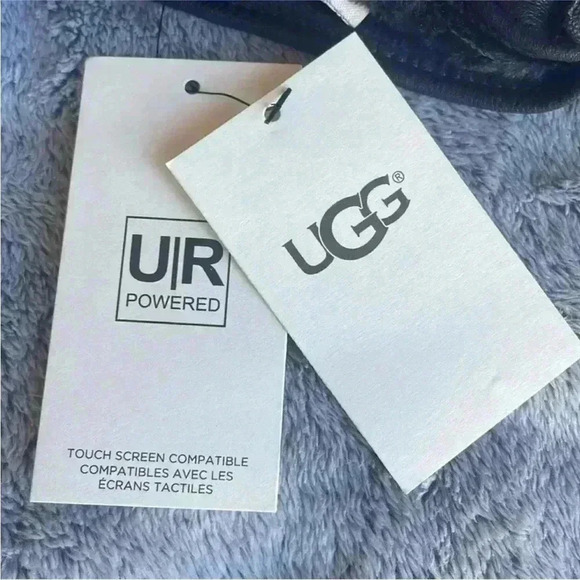 U|R
POWERED
TOUCH SCREEN COMPATIBLE
COMPATIBLES AVEC LES
ÉCRANS TACTILES
UGG®